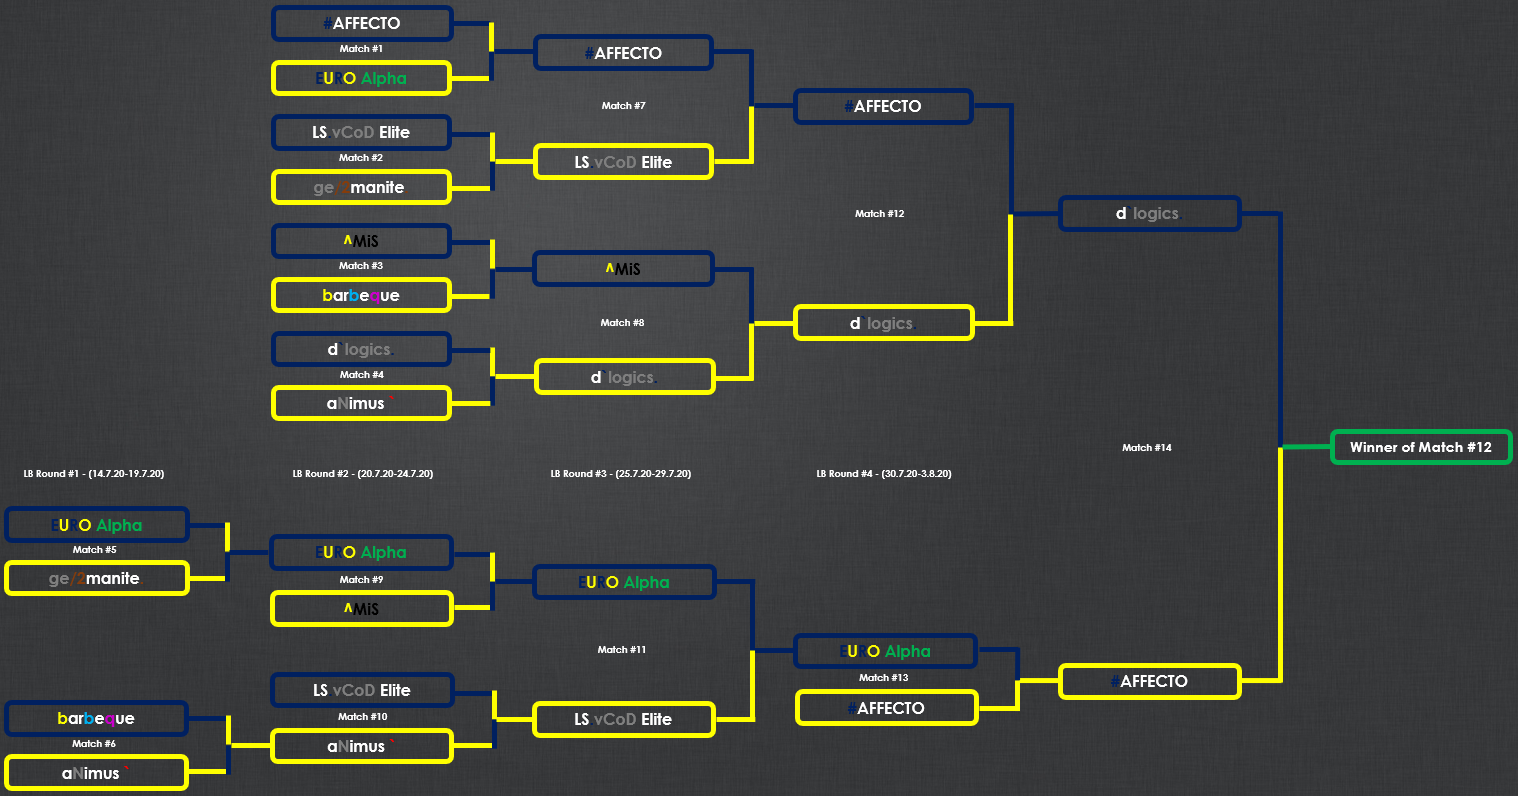 #AFFECTO
Match #1
EURO Alpha
LS vCoD Elite
Match #2
ge/2manite.
^MiS
Match #3
barbeque
d`logics.
Match #4
aNimus`
#AFFECTO
Match #7
LS vCoD Elite
^MiS
Match #8
d`logics.
#AFFECTO
Match #12
d`logics.
d`logics.
Match #14
Winner of Match #12
LB Round #1 - (14.7.20-19.7.20)
LB Round #2 - (20.7.20-24.7.20)
LB Round #3 - (25.7.20-29.7.20)
LB Round #4 - (30.7.20-3.8.20)
EURO Alpha
Match #5
ge/2manite.
barbeque
Match #6
aNimus`
EURO Alpha
Match #9
^MiS
LS vCoD Elite
Match #10
aNimus`
EURO Alpha
Match #11
LS vCoD Elite
EURO Alpha
Match #13
#AFFECTO
#AFFECTO